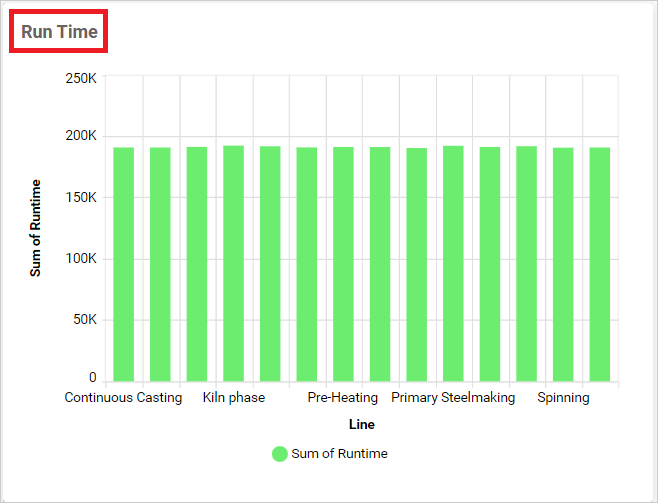 Run Time
250K
200K
150K
100K
50K
0
Sum of Runtime
Continuous Casting
Kiln phase
Pre-Heating
Primary Steelmaking
Spinning
Line
Sum of Runtime